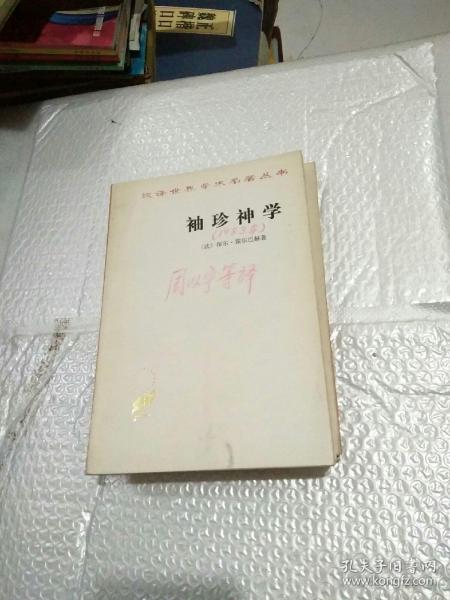 汉译世界学术名著丛书
袖珍神学
(1983年)
〔法〕保尔·霍尔巴赫著
周以宁等译
孔夫子旧书网
www.kongfz.com